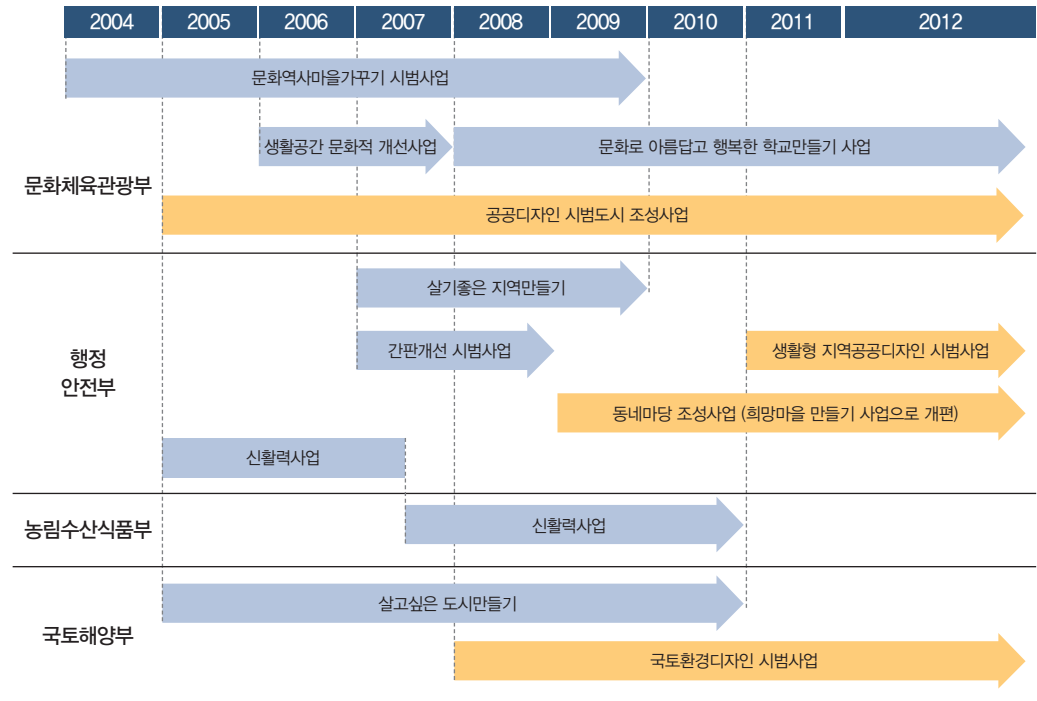 2004 2005 2006 2007 2008 2009 2010 2011 2012
문화역사마을가꾸기 시범사업
생활공간 문화적 개선사업 문화로 아름답고 행복한 학교만들기 사업
문화체육관광부
공공디자인 시범도시 조성사업
살기좋은 지역만들기
간판개선 시범사업 생활형 지역공공디자인 시범사업
행정
안전부
동네마당 조성사업 (희망마을 만들기 사업으로 개편)
신활력사업
농림수산식품부
신활력사업
살고싶은 도시만들기
국토해양부
국토환경디자인 시범사업